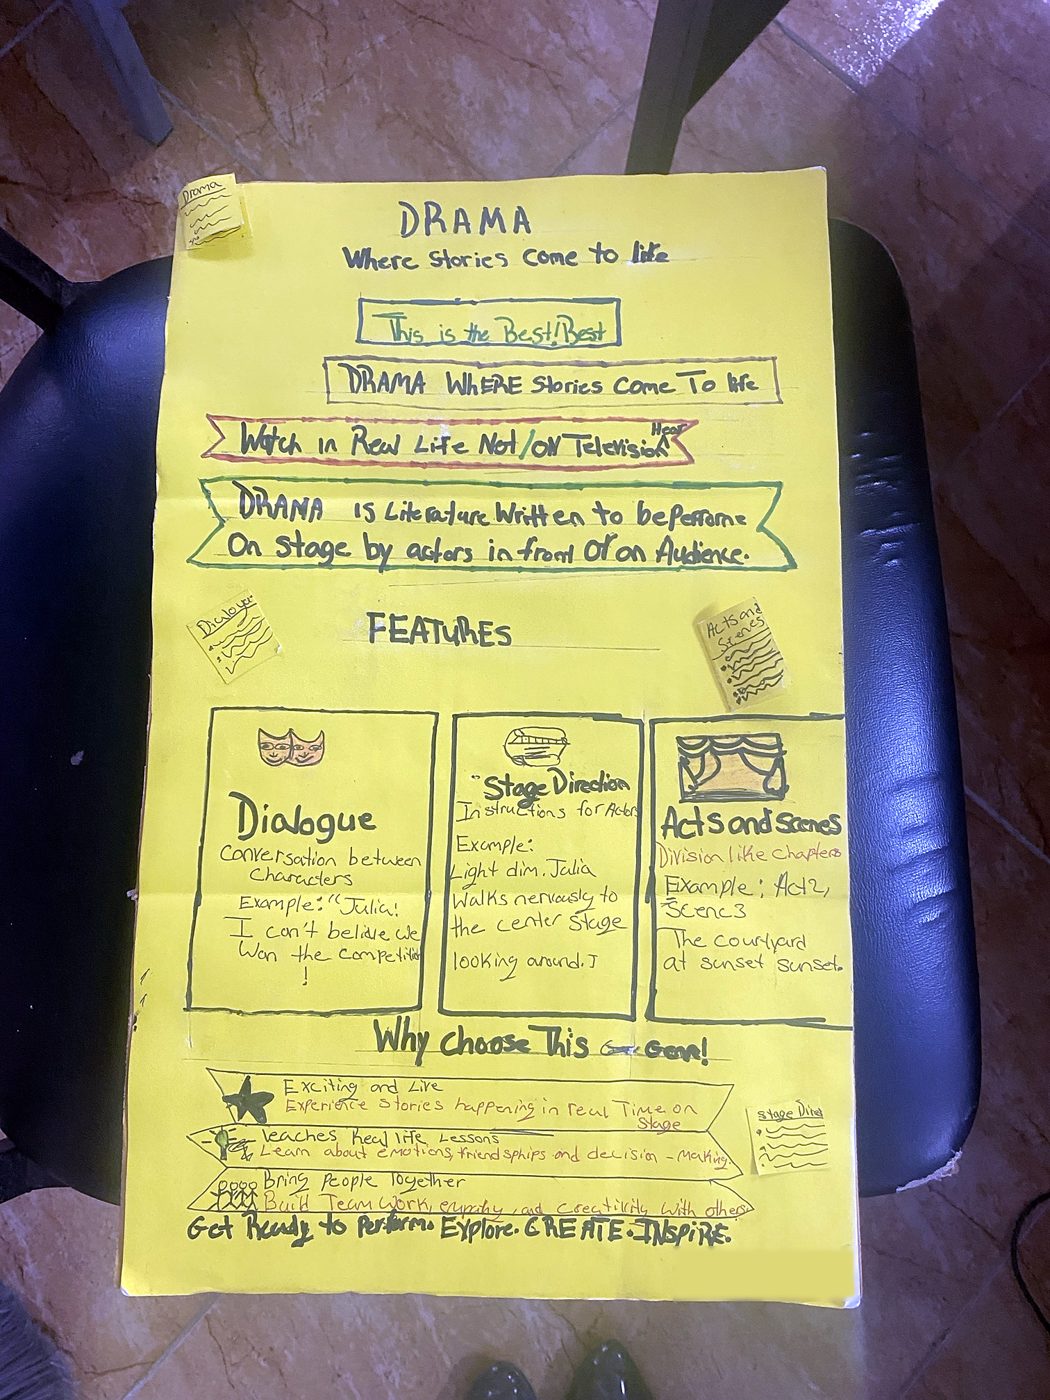 Drama
DRAMA
Where Stories Come to life
This is the Best! Best
DRAMA WHERE Stories Come To life
Watch in Real Life Not/ON Television
DRAMA IS Literature Written to be Perrome
On Stage by actors in front Of an Audience.
FEATURES
Dialogue
Acts and
Scenes
Dialogue
Conversation between
Characters
Example: "Julia!
I can't believe we
Won the Competition
!
"Stage Direction
Instructions for Actors
Example:
Light dim. Julia
Walks nervously to
the center Stage
looking around.]
Acts and Scenes
Division like Chapters
Example: Act 2,
Scene 3
The Courtyard
at sunset sunset.
Why Choose This Genr!
Exciting and Live
Experience Stories happening in real Time on
Stage
Teaches Real life Lessons
Learn about emotions, friendships and decision-making.
Bring People Together
Build Team Work, empathy and Creativity with others
Stage Dirct
Get Ready to Perform. Explore. CREATE. INSPIRE.